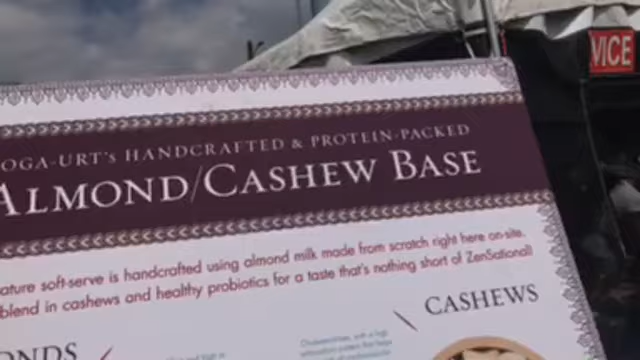 VICE
OGA-URT'S HANDCRAFTED & PROTEIN-PACKED
ALMOND/CASHEW BASE
ature soft-serve is handcrafted using almond milk made from scratch right here on-site.
blend in cashews and healthy probiotics for a taste that's nothing short of ZenSational!
CASHEWS
ONDS